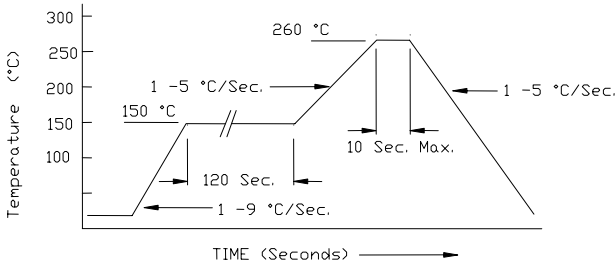 300
260 °C
200
250
1 -5 °C/Sec.
1 -5 °C/Sec.
150 °C
150
100
10 Sec. Max.
120 Sec.
1 -9 °C/Sec.
Temperature (°C)
TIME (Seconds)